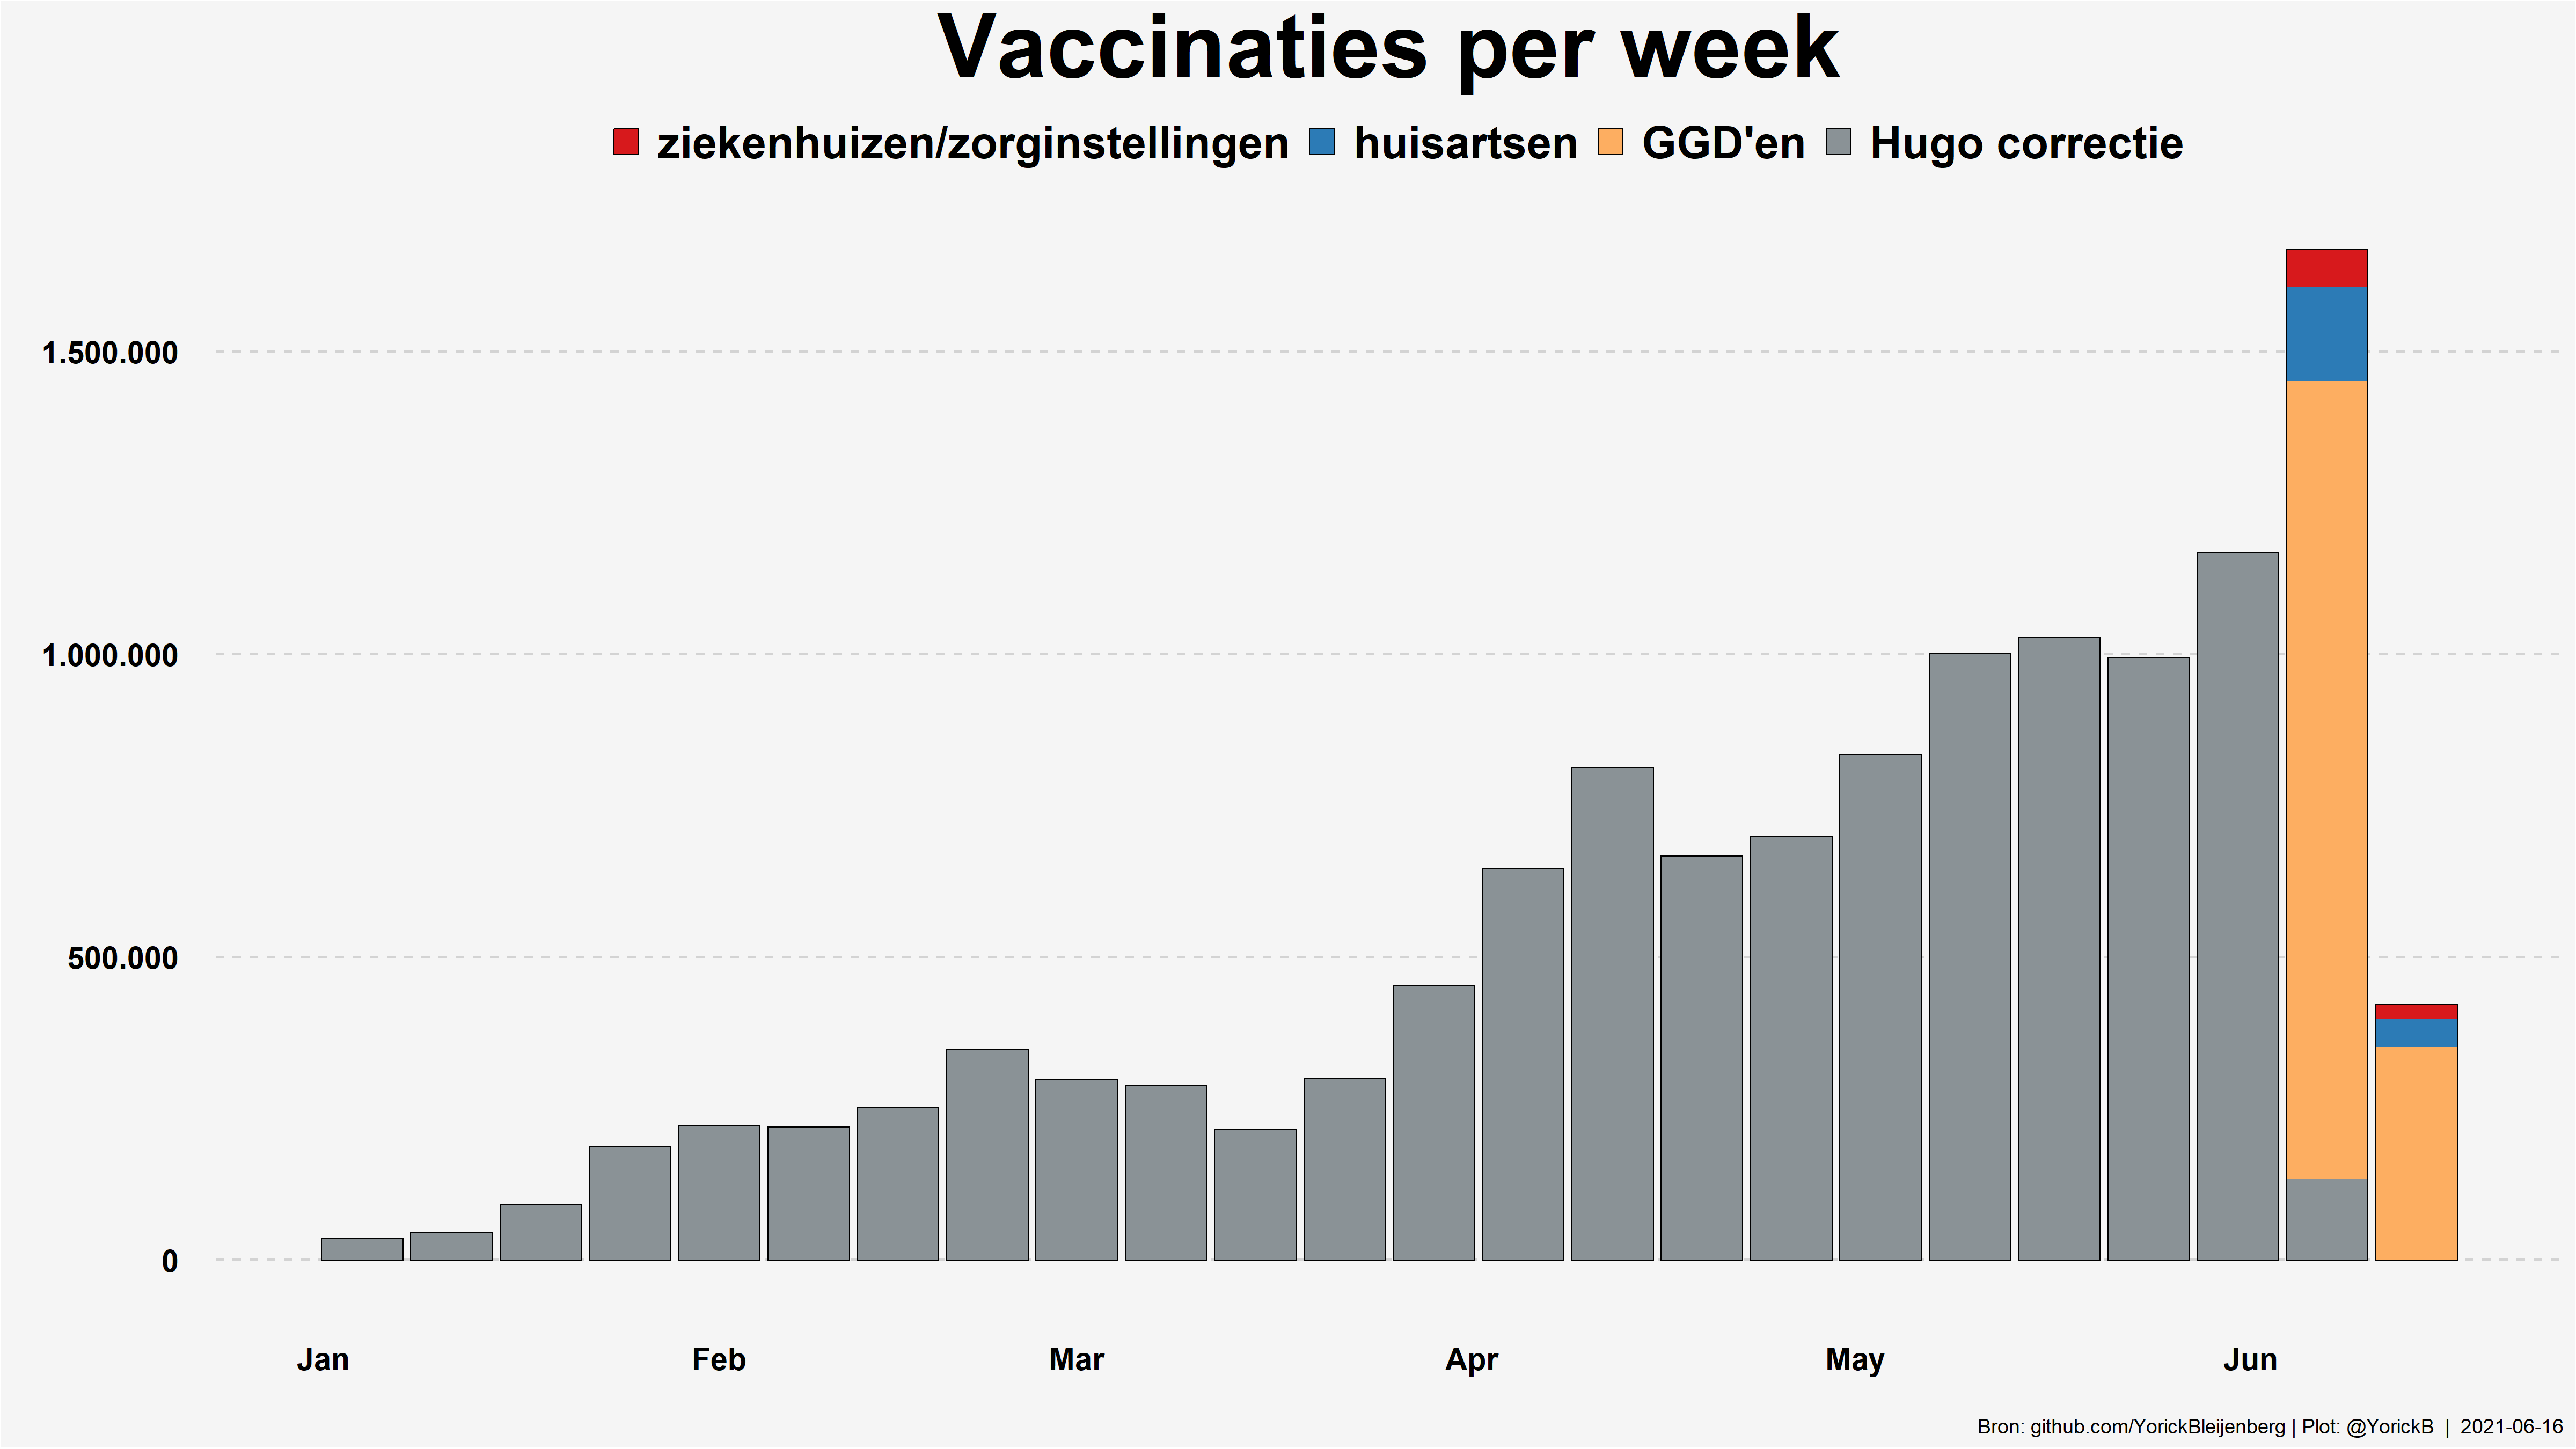 Vaccinaties per week
ziekenhuizen/zorginstellingen huisartsen GGD'en Hugo correctie
1.500.000
1.000.000
500.000
0
Jan Feb Mar Apr May Jun
Bron: github.com/YorickBleijenberg | Plot: @YorickB | 2021-06-16